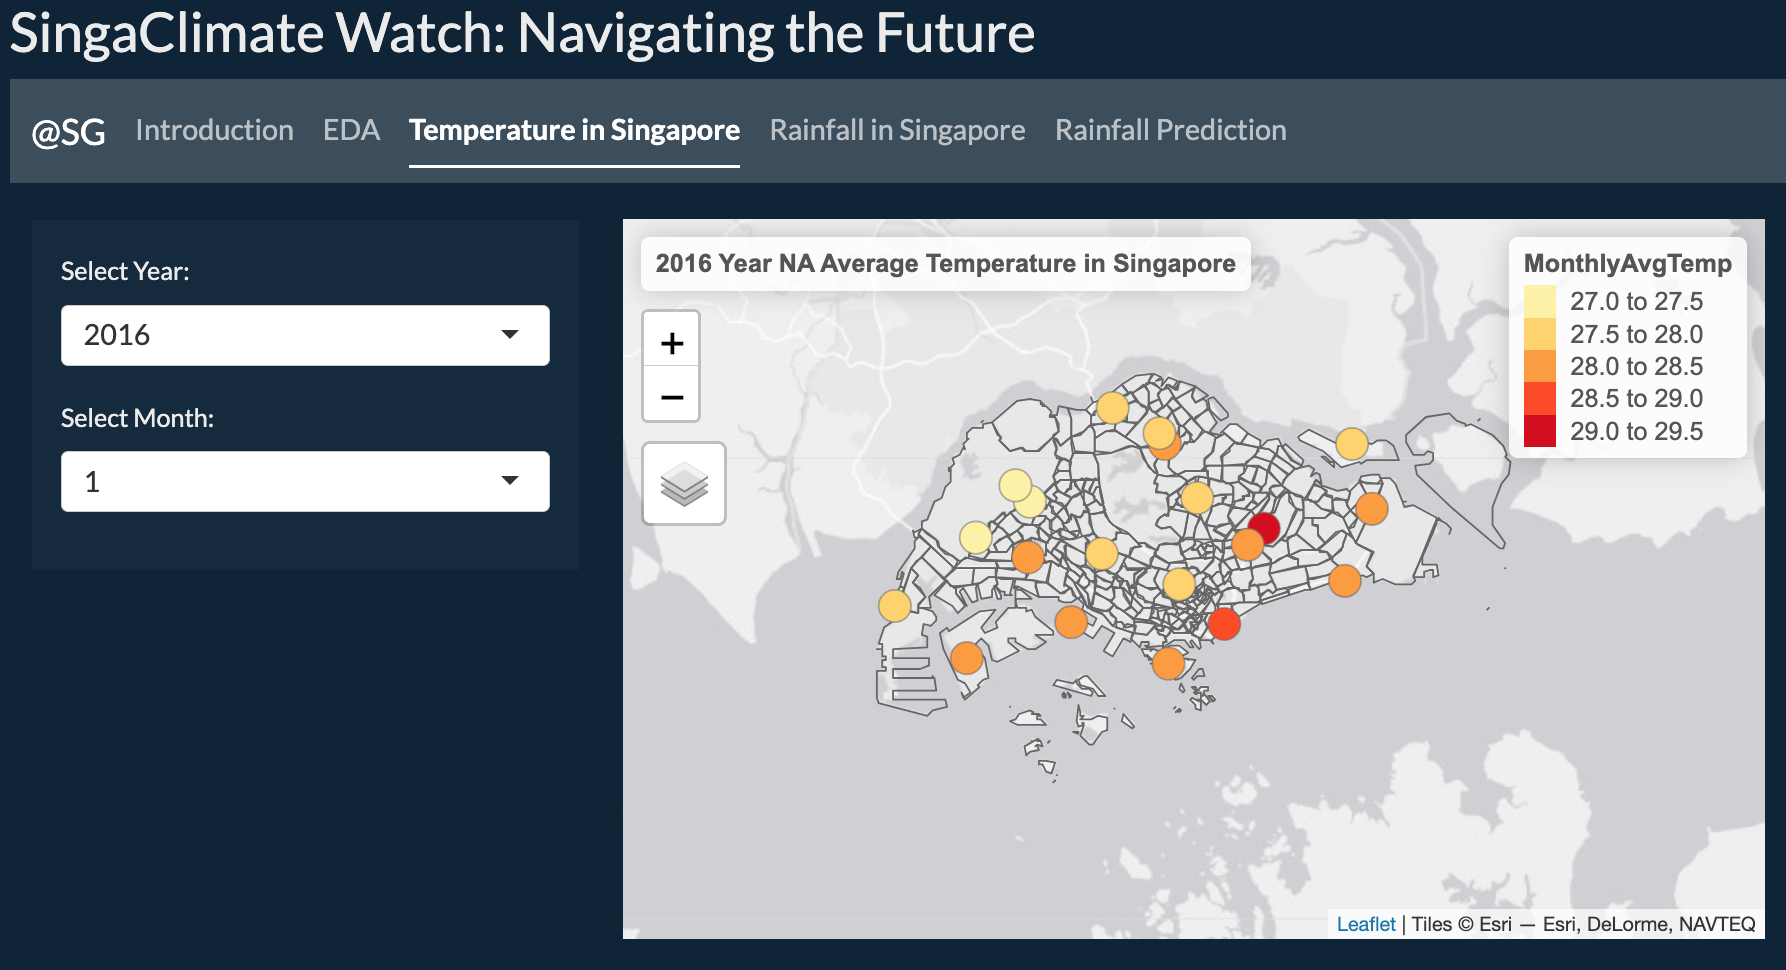 SingaClimate Watch: Navigating the Future
@SG Introduction EDA Temperature in Singapore Rainfall in Singapore Rainfall Prediction
Select Year:
2016
Select Month:
1
2016 Year NA Average Temperature in Singapore
+
−
MonthlyAvgTemp
27.0 to 27.5
27.5 to 28.0
28.0 to 28.5
28.5 to 29.0
29.0 to 29.5
Leaflet | Tiles © Esri — Esri, DeLorme, NAVTEQ